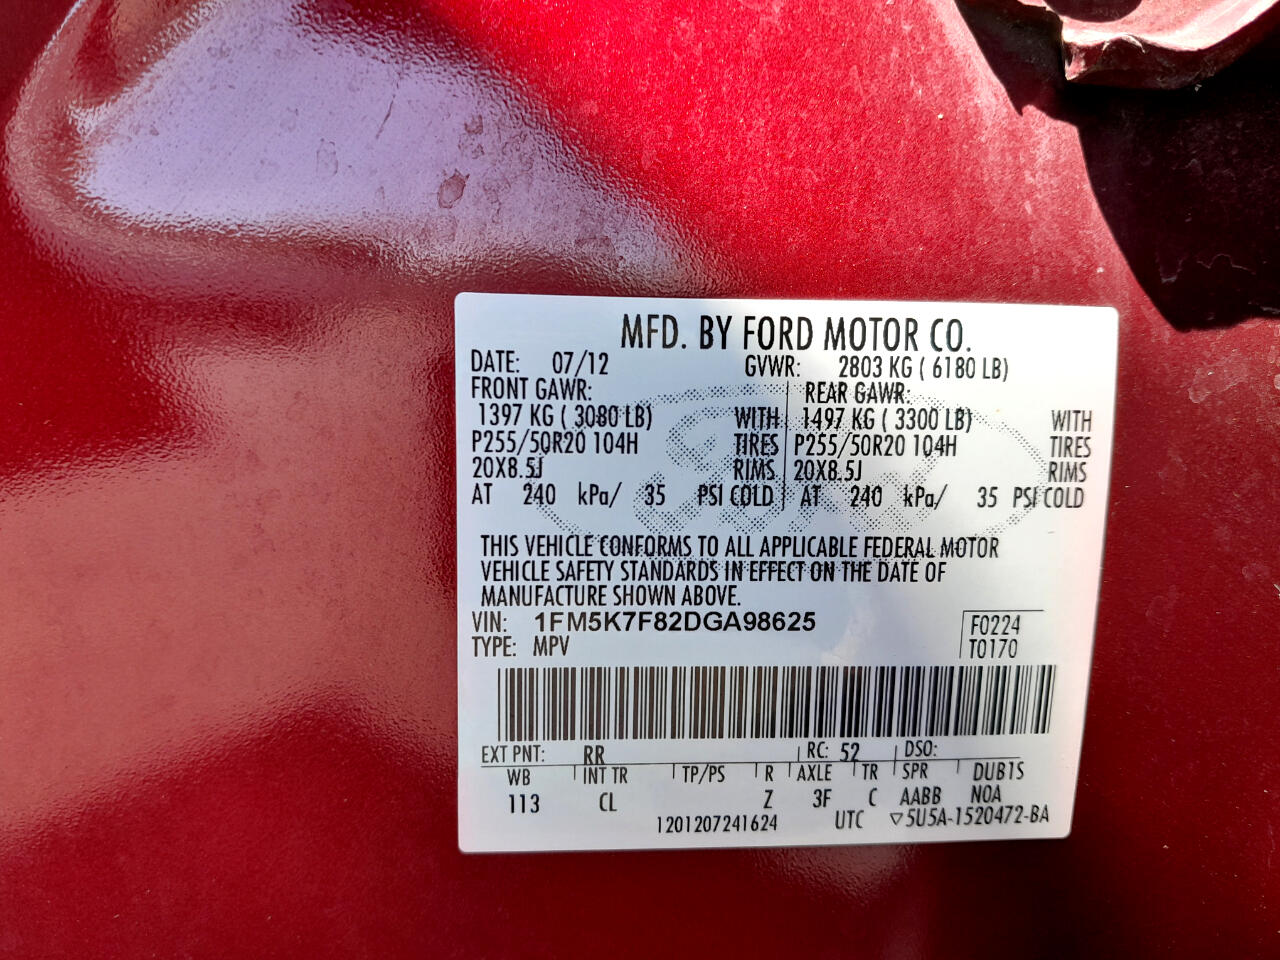 MFD. BY FORD MOTOR CO.
DATE: 07/12 GVWR: 2803 KG ( 6180 LB)
FRONT GAWR: REAR GAWR:
1397 KG ( 3080 LB) WITH 1497 KG ( 3300 LB) WITH
P255/50R20 104H TIRES P255/50R20 104H TIRES
20X8.5J RIMS 20X8.5J RIMS
AT 240 kPa/ 35 PSI COLD AT 240 kPa/ 35 PSI COLD
THIS VEHICLE CONFORMS TO ALL APPLICABLE FEDERAL MOTOR
VEHICLE SAFETY STANDARDS IN EFFECT ON THE DATE OF
MANUFACTURE SHOWN ABOVE.
VIN: 1FM5K7F82DGA98625 F0224
TYPE: MPV T0170
EXT PNT: RR RC: 52 DSO:
WB INT TR TP/PS R AXLE TR SPR DUB1S
113 CL Z 3F C AABB NOA
1201207241624 UTC ▽5U5A-1520472-BA